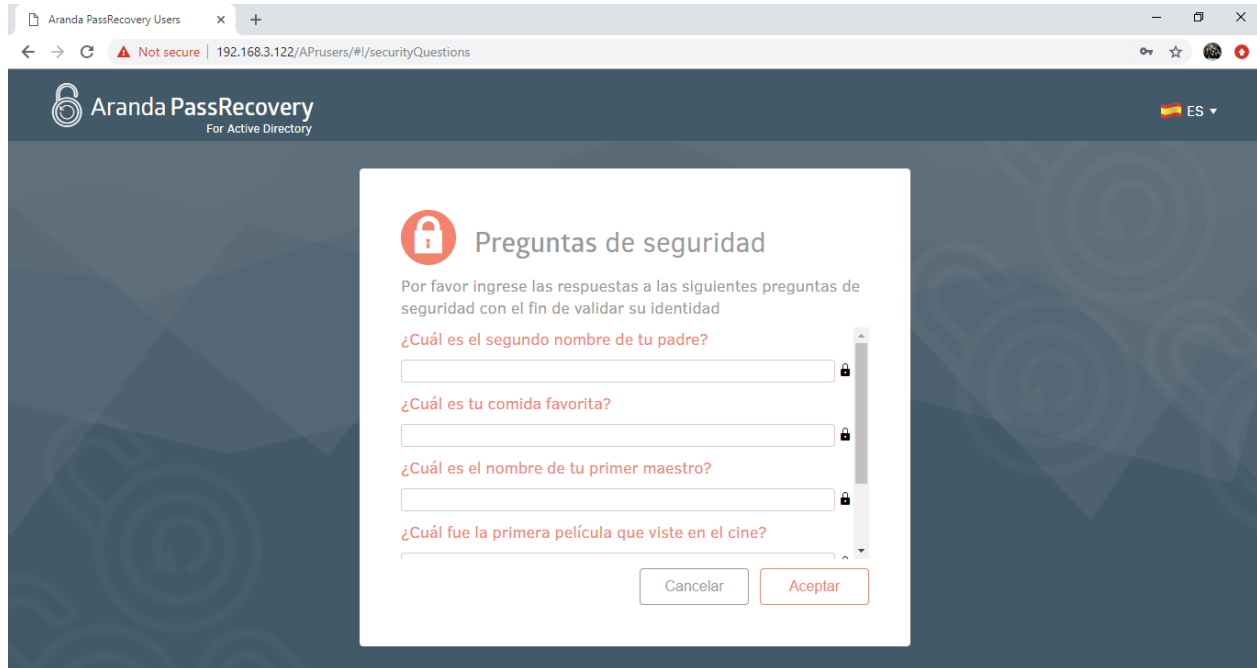 Aranda PassRecovery Users
Not secure | 192.168.3.122/APrusers/#!/securityQuestions
Aranda PassRecovery
For Active Directory
ES
Preguntas de seguridad
Por favor ingrese las respuestas a las siguientes preguntas de
seguridad con el fin de validar su identidad
¿Cuál es el segundo nombre de tu padre?
¿Cuál es tu comida favorita?
¿Cuál es el nombre de tu primer maestro?
¿Cuál fue la primera película que viste en el cine?
Cancelar
Aceptar